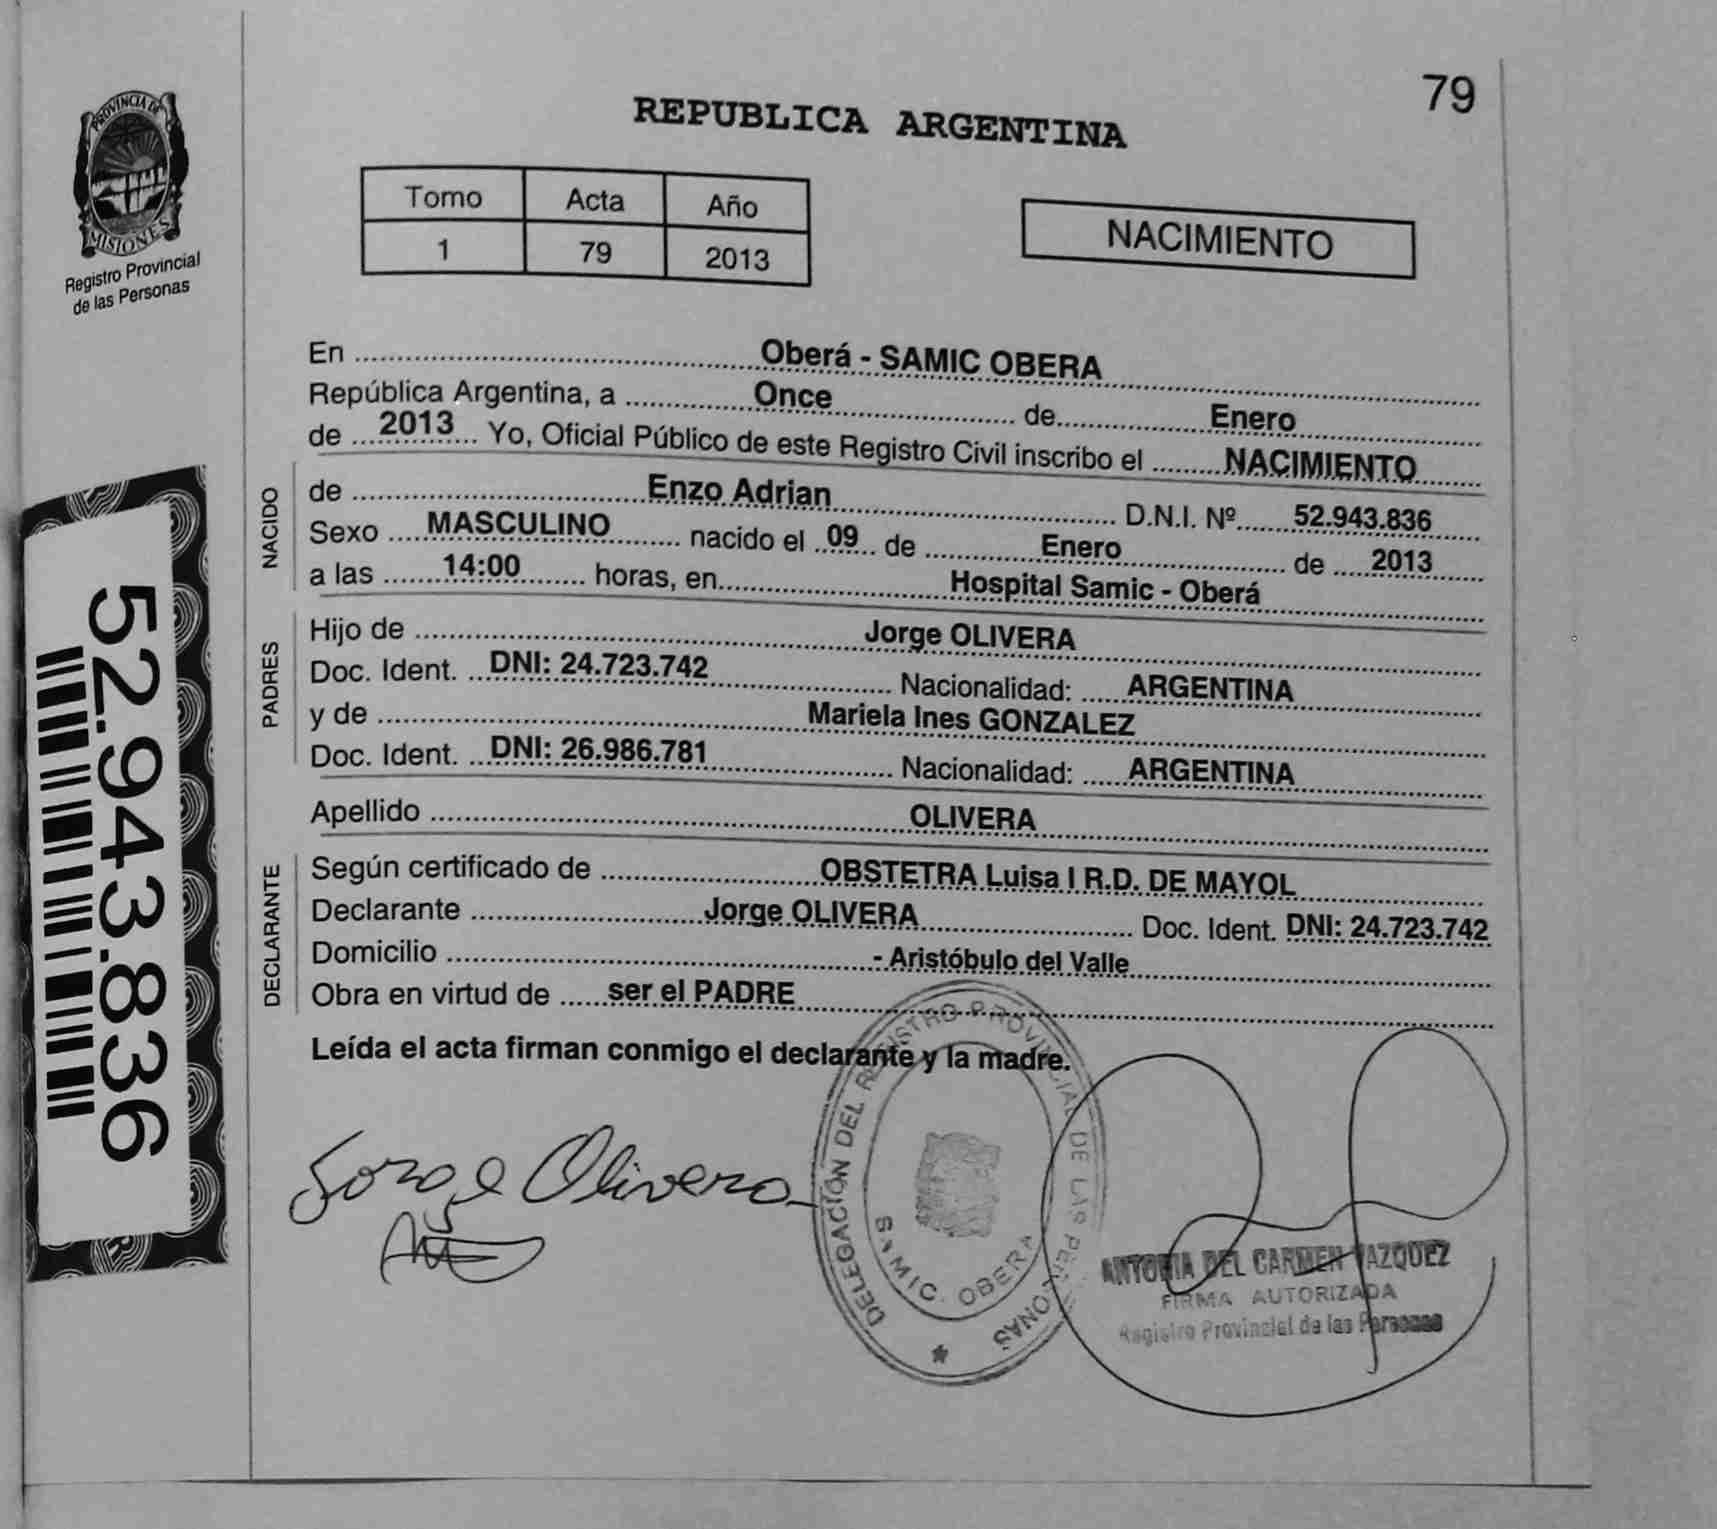 79
PROVINCIA DE
MISIONES
Registro Provincial
de las Personas
REPUBLICA ARGENTINA
Tomo Acta Año
1 79 2013
NACIMIENTO
En Oberá - SAMIC OBERA
República Argentina, a Once de Enero
de 2013 Yo, Oficial Público de este Registro Civil inscribo el NACIMIENTO
NACIDO
de Enzo Adrian D.N.I. Nº 52.943.836
Sexo MASCULINO nacido el 09 de Enero de 2013
a las 14:00 horas, en Hospital Samic - Oberá
PADRES
Hijo de Jorge OLIVERA
Doc. Ident. DNI: 24.723.742 Nacionalidad: ARGENTINA
y de Mariela Ines GONZALEZ
Doc. Ident. DNI: 26.986.781 Nacionalidad: ARGENTINA
Apellido OLIVERA
DECLARANTE
Según certificado de OBSTETRA Luisa I R.D. DE MAYOL
Declarante Jorge OLIVERA Doc. Ident. DNI: 24.723.742
Domicilio - Aristóbulo del Valle
Obra en virtud de ser el PADRE
Leída el acta firman conmigo el declarante y la madre.
52.943.836
Jorge Olivera
DELEGACIÓN DEL REGISTRO PROVINCIAL DE LAS PERSONAS
SAMIC. OBERA
ANTONIA DEL CARMEN VAZQUEZ
FIRMA AUTORIZADA
Registro Provincial de las Personas